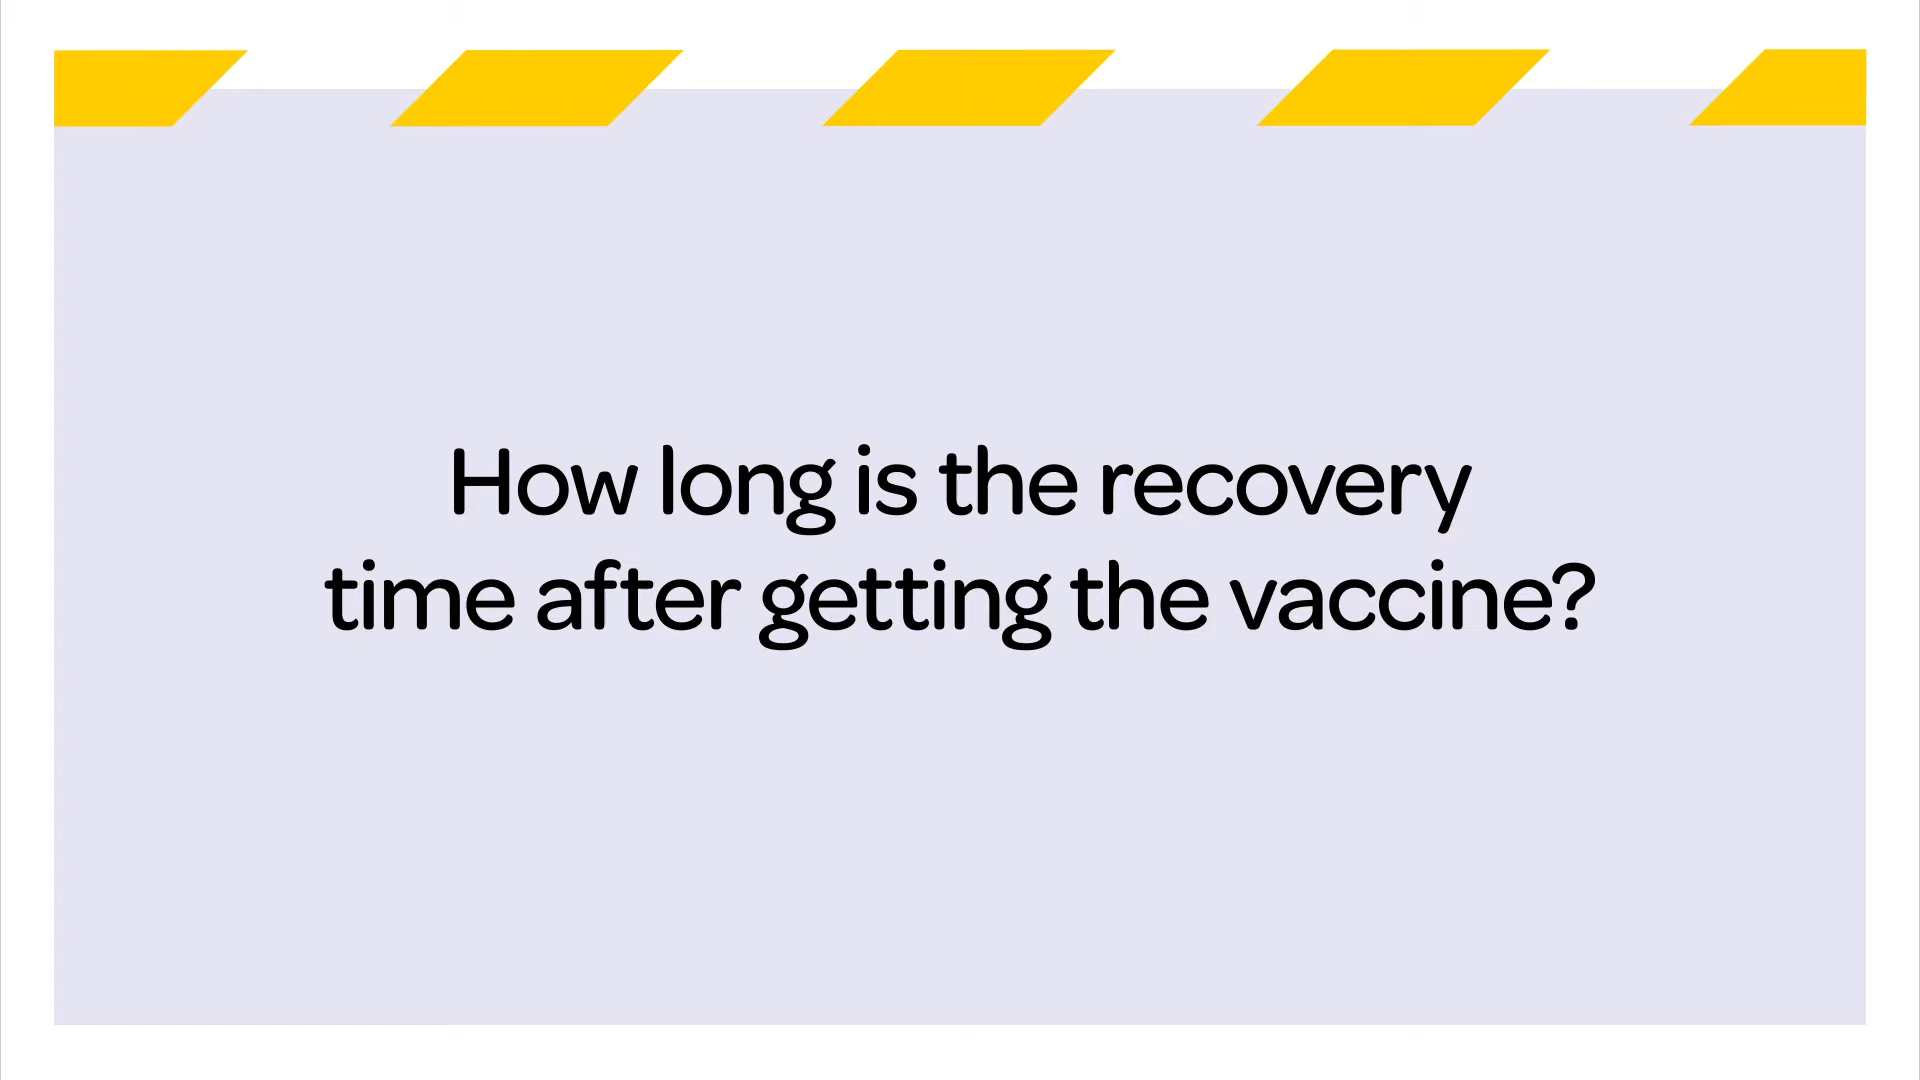 How long is the recovery
time after getting the vaccine?